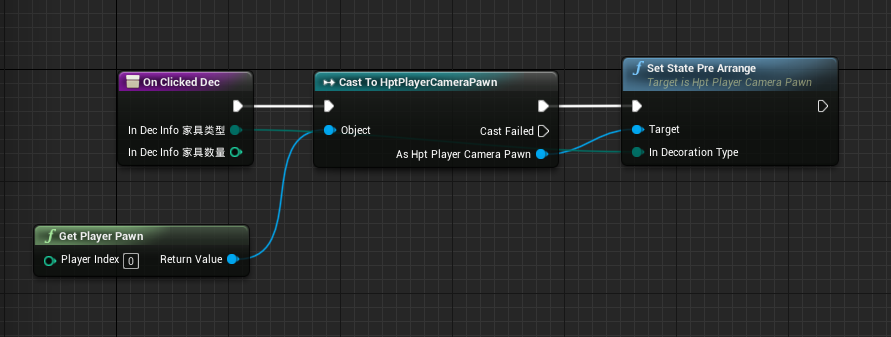 On Clicked Dec
In Dec Info 家具类型
In Dec Info 家具数量
Cast To HptPlayerCameraPawn
Object
Cast Failed
As Hpt Player Camera Pawn
Set State Pre Arrange
Target is Hpt Player Camera Pawn
Target
In Decoration Type
Get Player Pawn
Player Index 0
Return Value